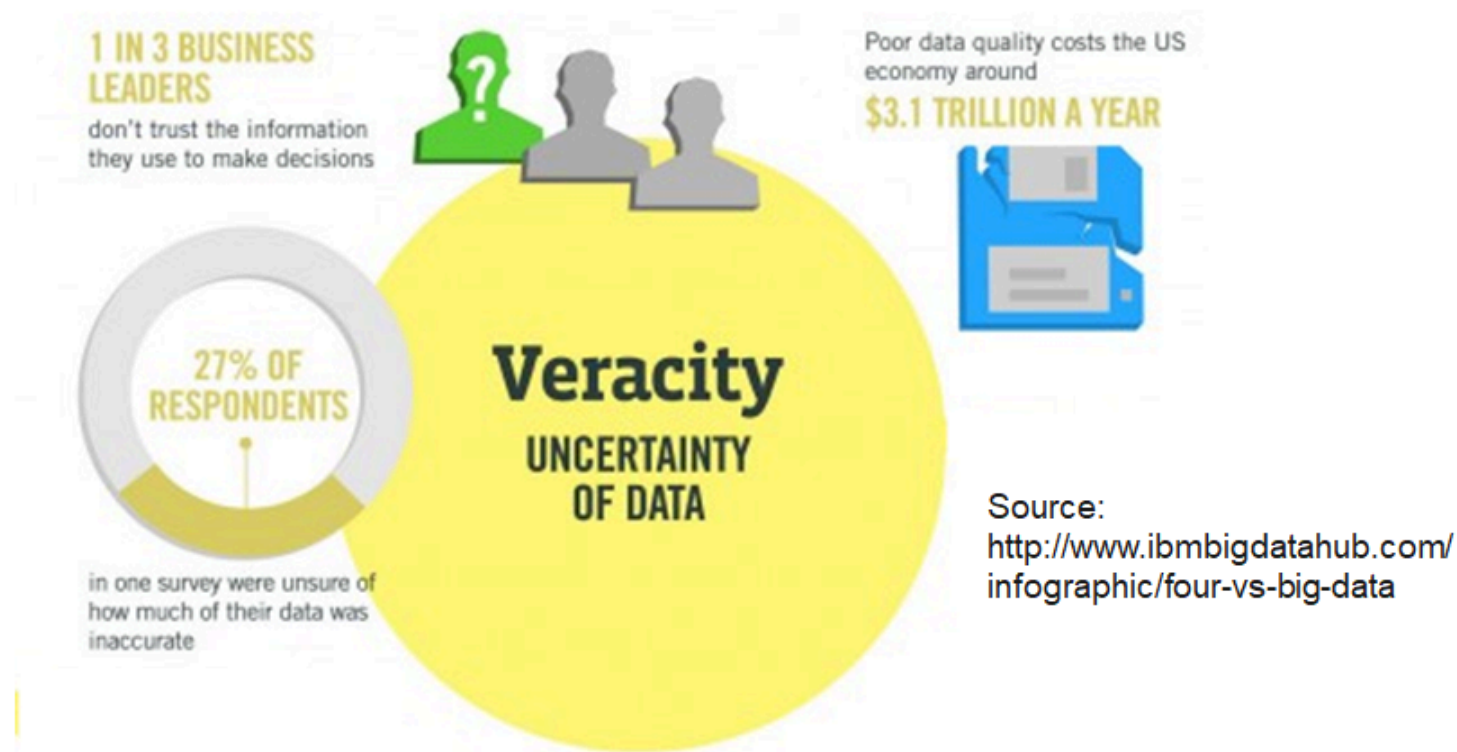 1 IN 3 BUSINESS
LEADERS
don't trust the information
they use to make decisions
?
Poor data quality costs the US
economy around
$3.1 TRILLION A YEAR
27% OF
RESPONDENTS
in one survey were unsure of
how much of their data was
inaccurate
Veracity
UNCERTAINTY
OF DATA
Source:
http://www.ibmbigdatahub.com/
infographic/four-vs-big-data